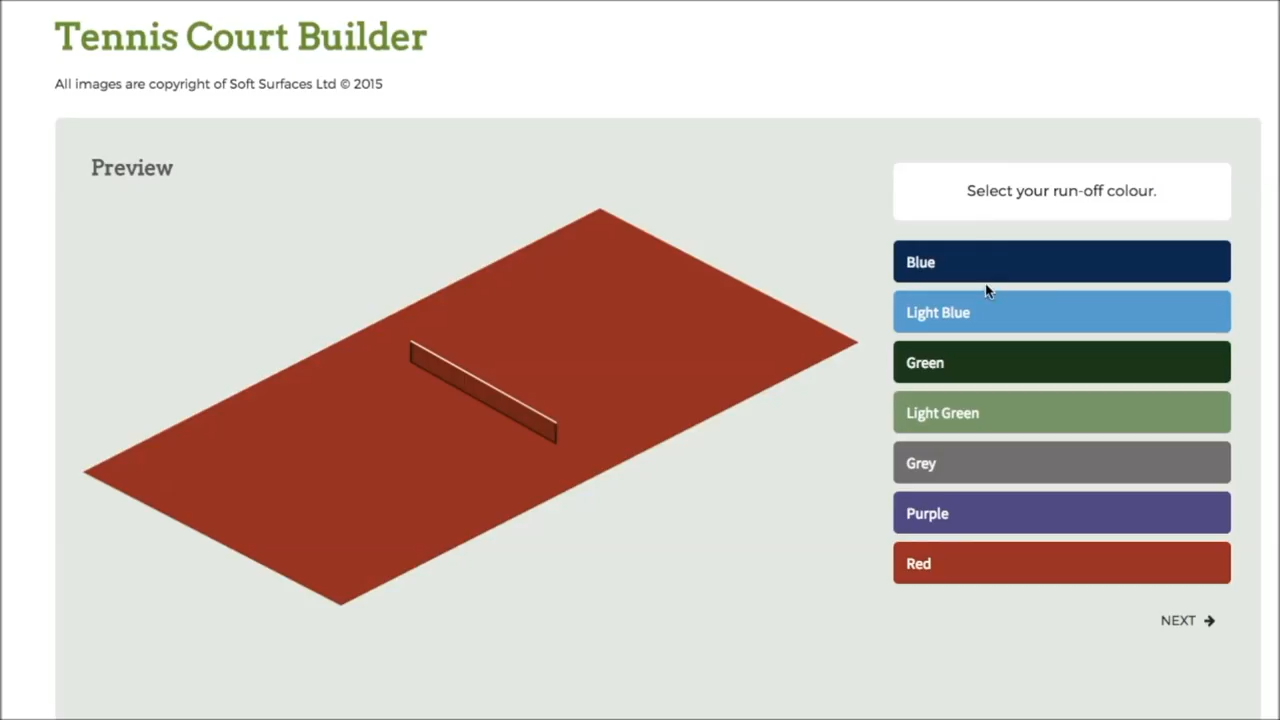 Tennis Court Builder
All images are copyright of Soft Surfaces Ltd © 2015
Preview
Select your run-off colour.
Blue
Light Blue
Green
Light Green
Grey
Purple
Red
NEXT